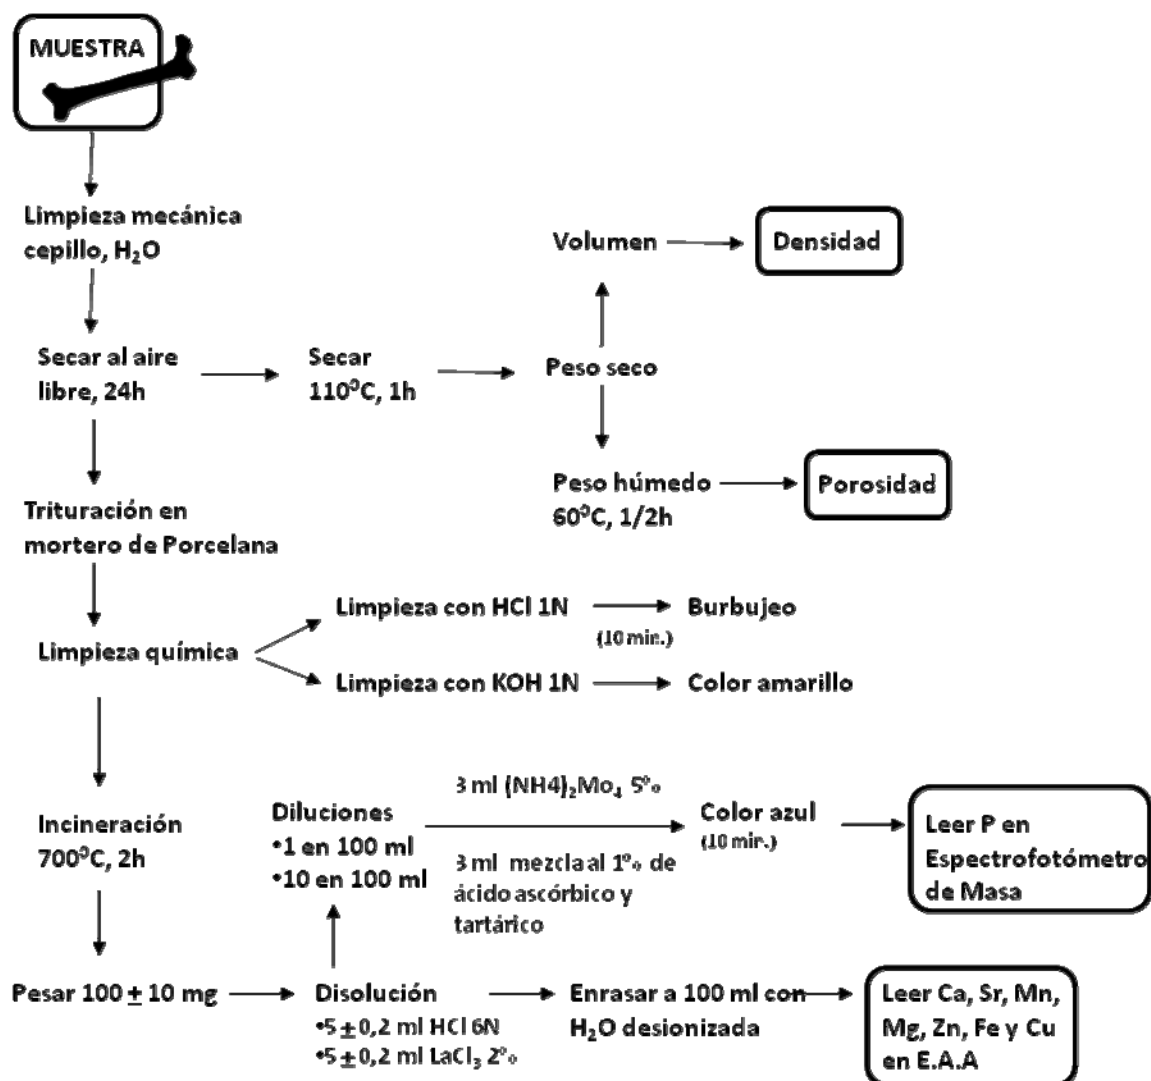 MUESTRA
Limpieza mecánica
cepillo, H₂O
Volumen
Densidad
Secar al aire
libre, 24h
Secar
110⁰C, 1h
Peso seco
Peso húmedo
60⁰C, 1/2h
Porosidad
Trituración en
mortero de Porcelana
Limpieza química
Limpieza con HCl 1N
(10 min.)
Burbujeo
Limpieza con KOH 1N
Color amarillo
Incineración
700⁰C, 2h
Diluciones
•1 en 100 ml
•10 en 100 ml
3 ml (NH4)₂Mo₄ 5%
3 ml mezcla al 1% de
ácido ascórbico y
tartárico
Color azul
(10 min.)
Leer P en
Espectrofotómetro
de Masa
Pesar 100 ± 10 mg
Disolución
•5 ± 0,2 ml HCl 6N
•5 ± 0,2 ml LaCl₃ 2%
Enrasar a 100 ml con
H₂O desionizada
Leer Ca, Sr, Mn,
Mg, Zn, Fe y Cu
en E.A.A